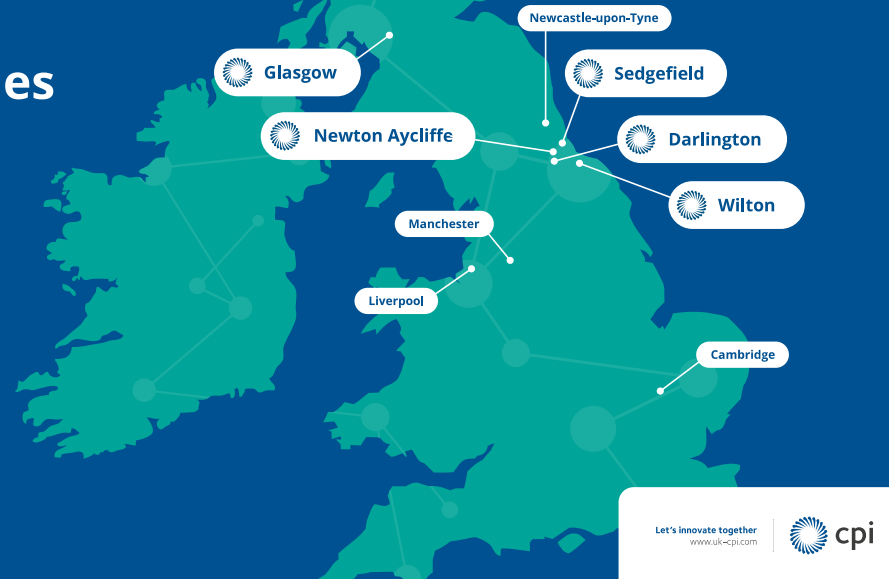 es
Newcastle-upon-Tyne
Glasgow
Sedgefield
Newton Aycliffe
Darlington
Wilton
Manchester
Liverpool
Cambridge
Let's innovate together
www.uk-cpi.com
cpi